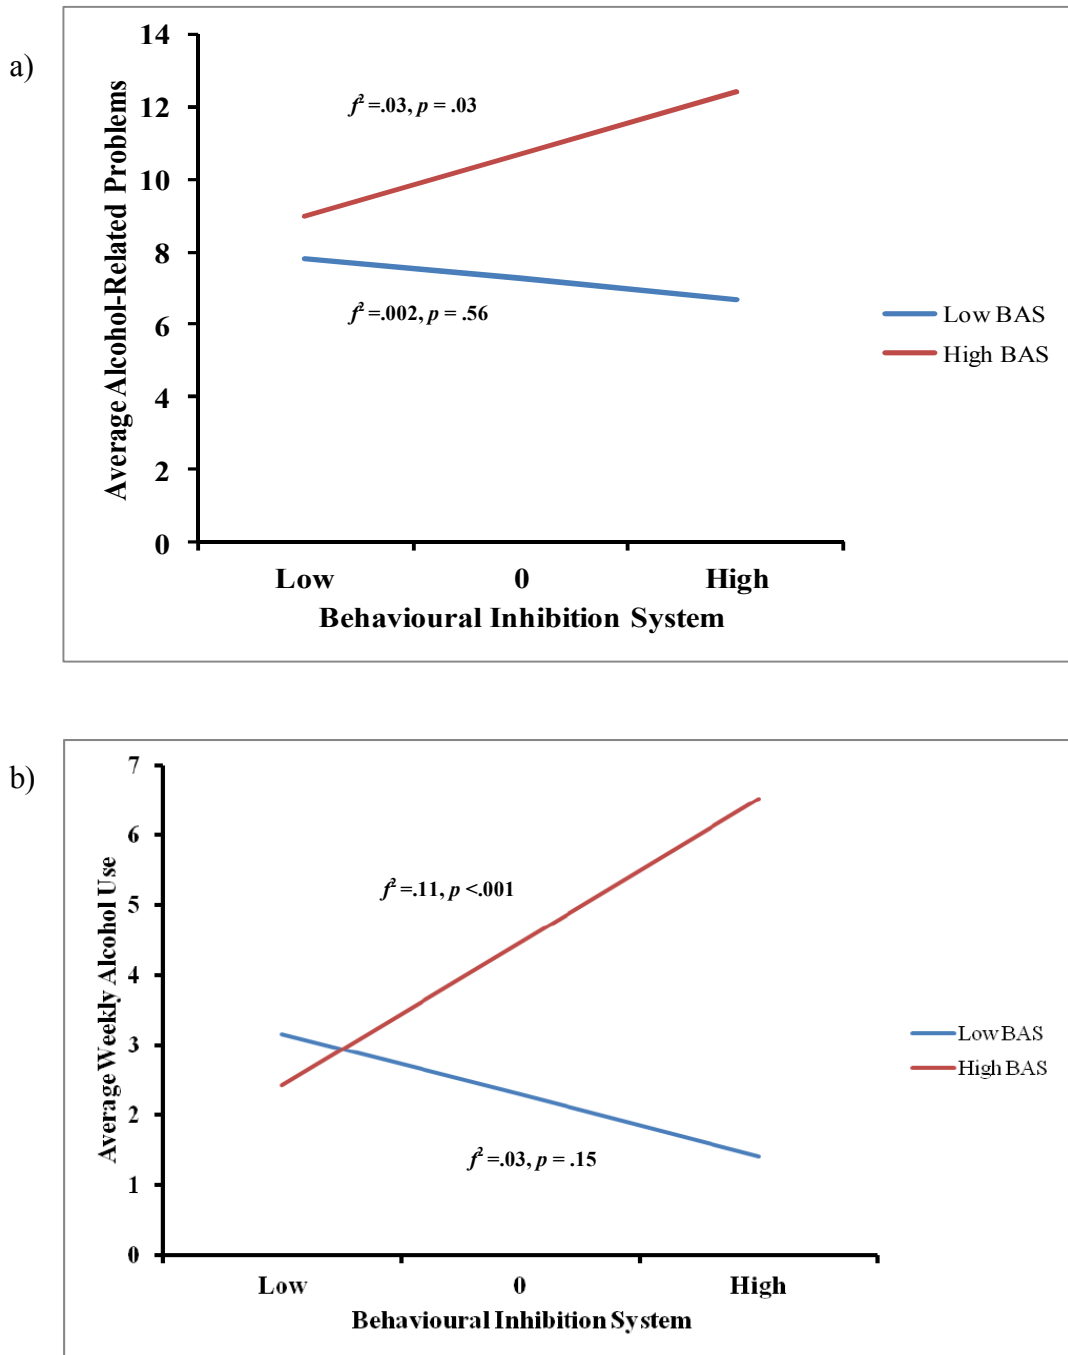 a)
Average Alcohol-Related Problems
14
12
10
8
6
4
2
0
f² =.03, p = .03
f² =.002, p = .56
Low BAS
High BAS
Low 0 High
Behavioural Inhibition System
b)
Average Weekly Alcohol Use
7
6
5
4
3
2
1
0
f² =.11, p <.001
f² =.03, p = .15
Low BAS
High BAS
Low 0 High
Behavioural Inhibition System